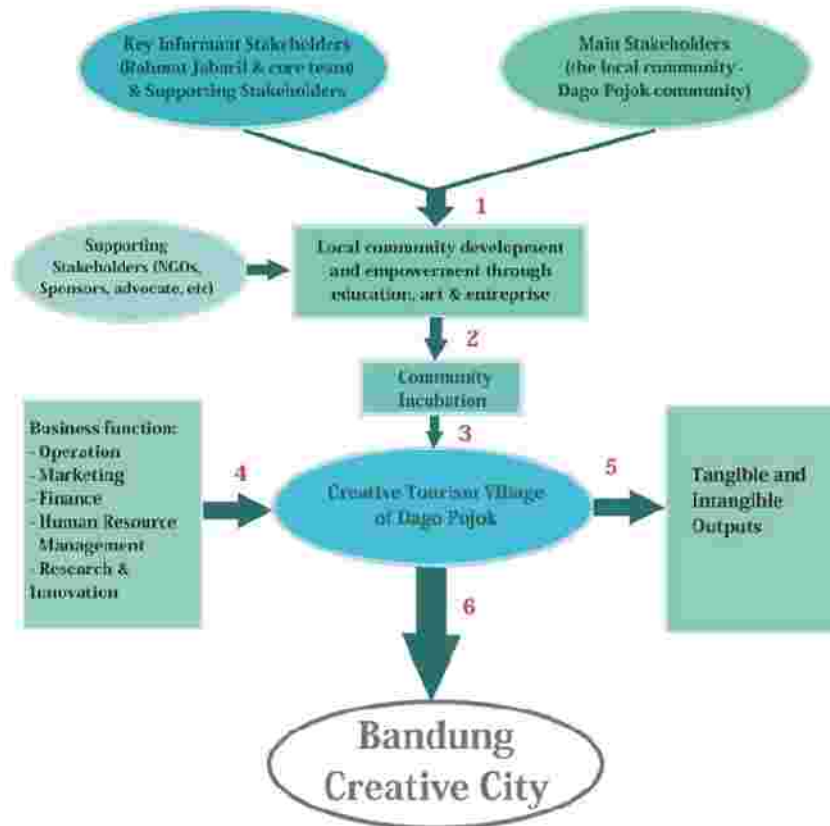 Key Informant Stakeholders
(Rahmat Jabaril & core team)
& Supporting Stakeholders
Main Stakeholders
(the local community -
Dago Pojok community)
1
Supporting
Stakeholders (NGOs,
Sponsors, advocate, etc)
Local community development
and empowerment through
education, art & entreprise
2
Community
Incubation
3
Business function:
- Operation
- Marketing
- Finance
- Human Resource
Management
- Research &
Innovation
4
Creative Tourism Village
of Dago Pojok
5
Tangible and
Intangible
Outputs
6
Bandung
Creative City